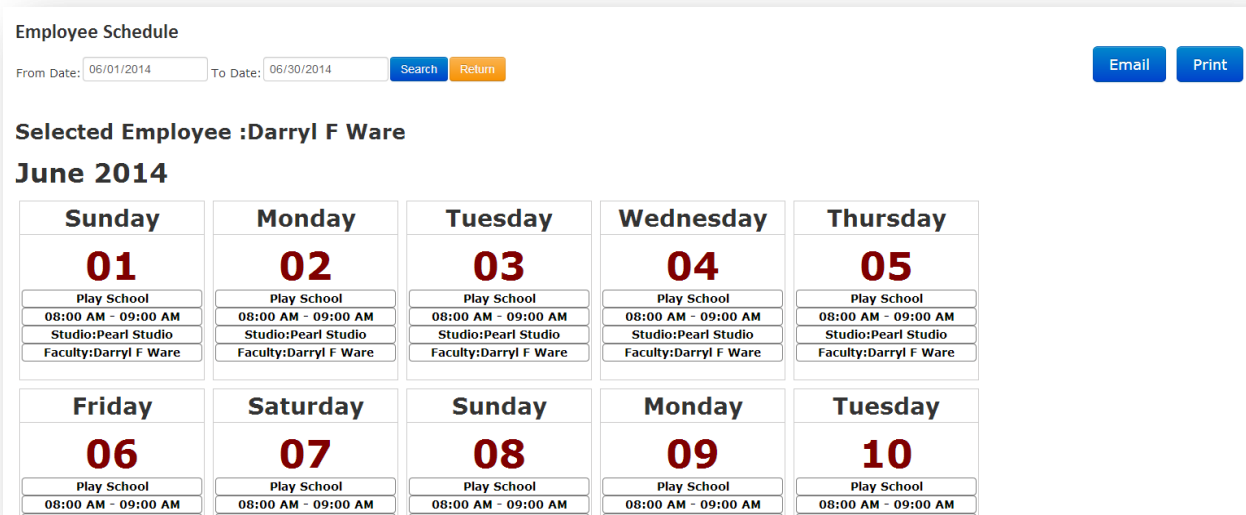 Employee Schedule
From Date: 06/01/2014 To Date: 06/30/2014 Search Return Email Print
Selected Employee :Darryl F Ware
June 2014
Sunday Monday Tuesday Wednesday Thursday
01 02 03 04 05
Play School Play School Play School Play School Play School
08:00 AM - 09:00 AM 08:00 AM - 09:00 AM 08:00 AM - 09:00 AM 08:00 AM - 09:00 AM 08:00 AM - 09:00 AM
Studio:Pearl Studio Studio:Pearl Studio Studio:Pearl Studio Studio:Pearl Studio Studio:Pearl Studio
Faculty:Darryl F Ware Faculty:Darryl F Ware Faculty:Darryl F Ware Faculty:Darryl F Ware Faculty:Darryl F Ware
Friday Saturday Sunday Monday Tuesday
06 07 08 09 10
Play School Play School Play School Play School Play School
08:00 AM - 09:00 AM 08:00 AM - 09:00 AM 08:00 AM - 09:00 AM 08:00 AM - 09:00 AM 08:00 AM - 09:00 AM